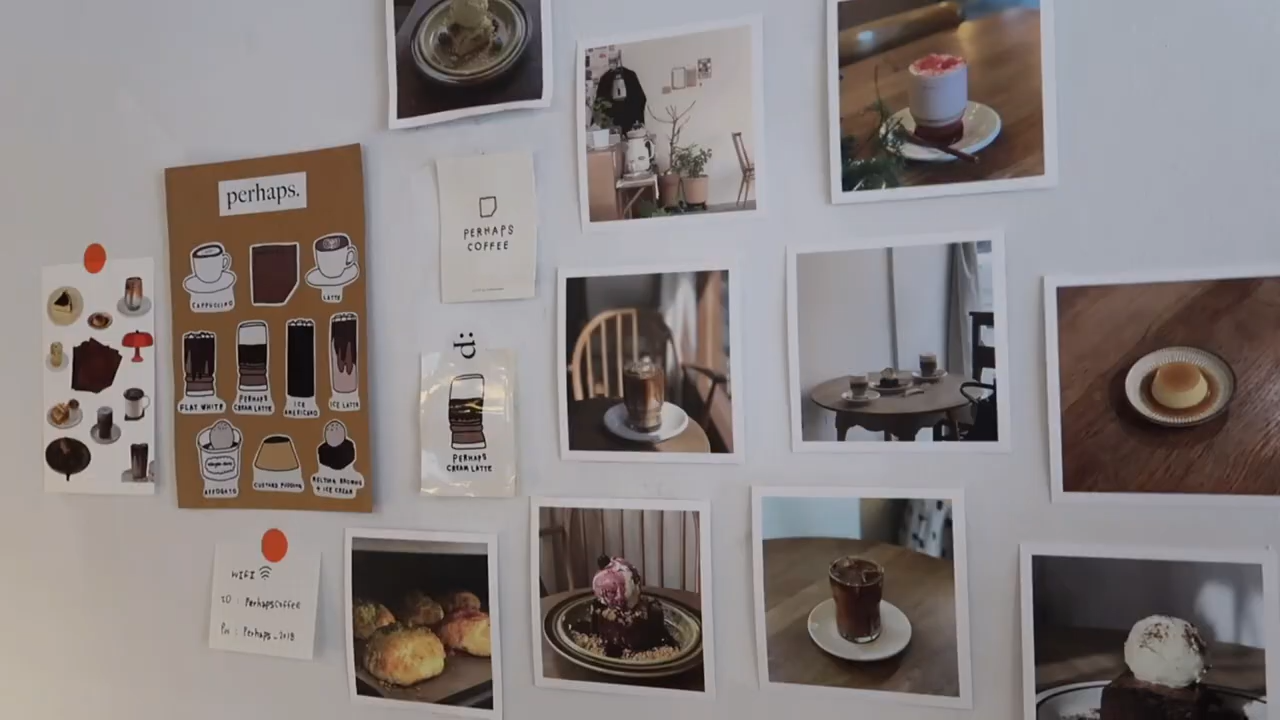 perhaps.
CAPPUCCINO
LATTE
FLAT WHITE
PERHAPS
CREAM LATTE
ICE
AMERICANO
ICE LATTE
AFFOGATO
CUSTARD PUDDING
MELTING BROWNIE
+ ICE CREAM
PERHAPS
COFFEE
d:
PERHAPS
CREAM LATTE
WIFI
ID : PerhapsCoffee
Pw : Perhaps_2019